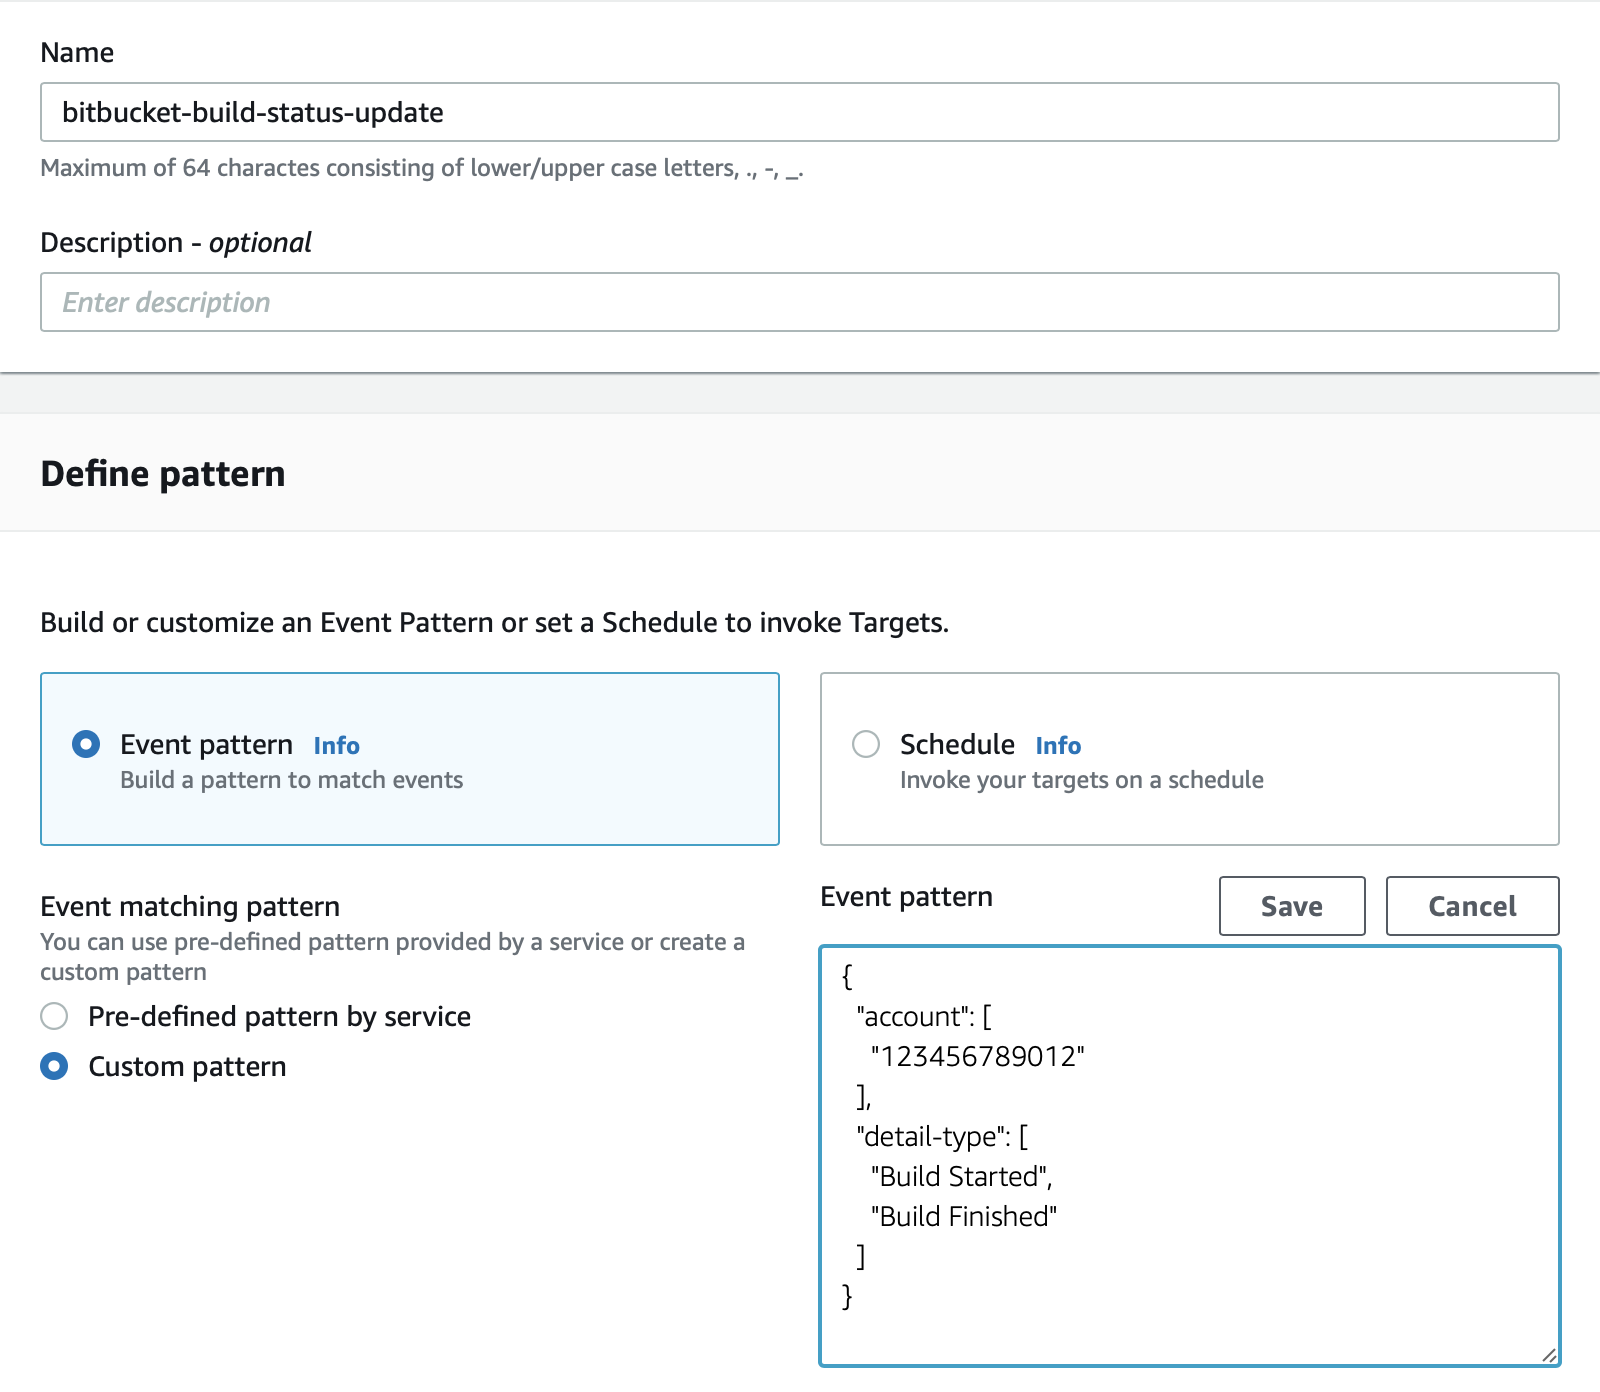 Name
bitbucket-build-status-update
Maximum of 64 charactes consisting of lower/upper case letters, ., -, _.
Description - optional
Enter description
Define pattern
Build or customize an Event Pattern or set a Schedule to invoke Targets.
Event pattern Info
Build a pattern to match events
Schedule Info
Invoke your targets on a schedule
Event matching pattern
You can use pre-defined pattern provided by a service or create a
custom pattern
Pre-defined pattern by service
Custom pattern
Event pattern
Save
Cancel
{
"account": [
"123456789012"
],
"detail-type": [
"Build Started",
"Build Finished"
]
}